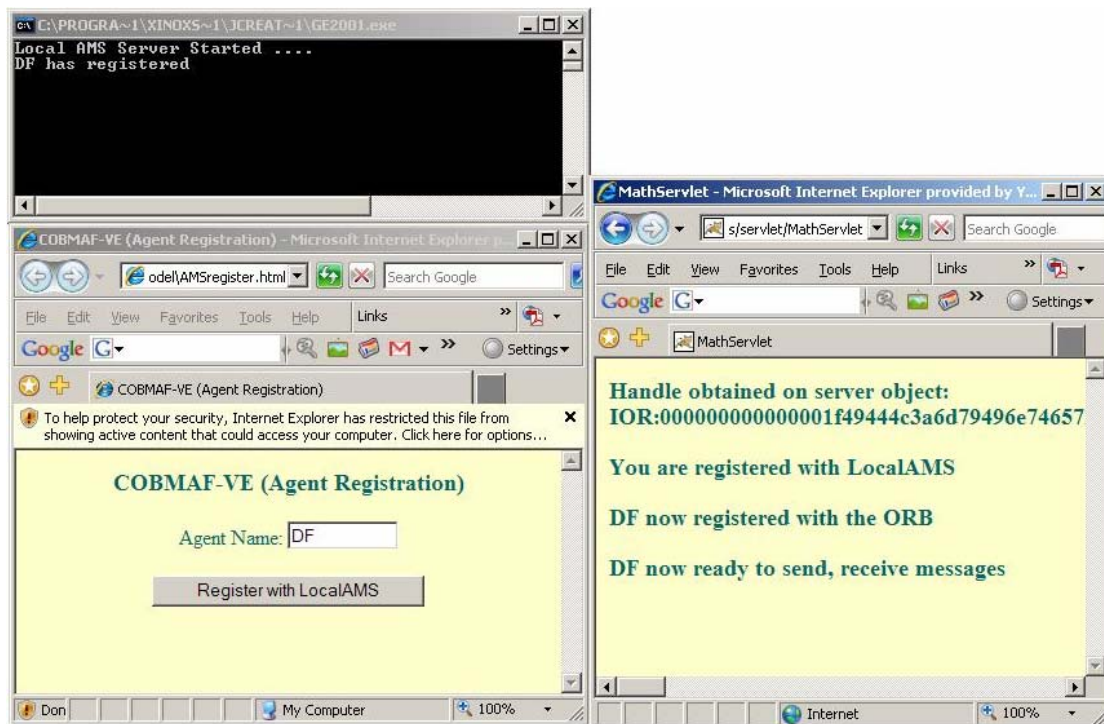 C:\PROGRA~1\XINOXS~1\JCREAT~1\GE2001.exe
Local AMS Server Started ....
DF has registered
COBMAF-VE (Agent Registration) - Microsoft Internet Explorer p...
odel\AMSregister.html
Search Google
File Edit View Favorites Tools Help Links »
Google G M » Settings
COBMAF-VE (Agent Registration)
To help protect your security, Internet Explorer has restricted this file from
showing active content that could access your computer. Click here for options...
COBMAF-VE (Agent Registration)
Agent Name: DF
Register with LocalAMS
Don My Computer 100%
MathServlet - Microsoft Internet Explorer provided by Y...
s/servlet/MathServlet
Search Google
File Edit View Favorites Tools Help Links »
Google G » Settings
MathServlet
Handle obtained on server object:
IOR:000000000000001f49444c3a6d79496e74657
You are registered with LocalAMS
DF now registered with the ORB
DF now ready to send, receive messages
Internet 100%